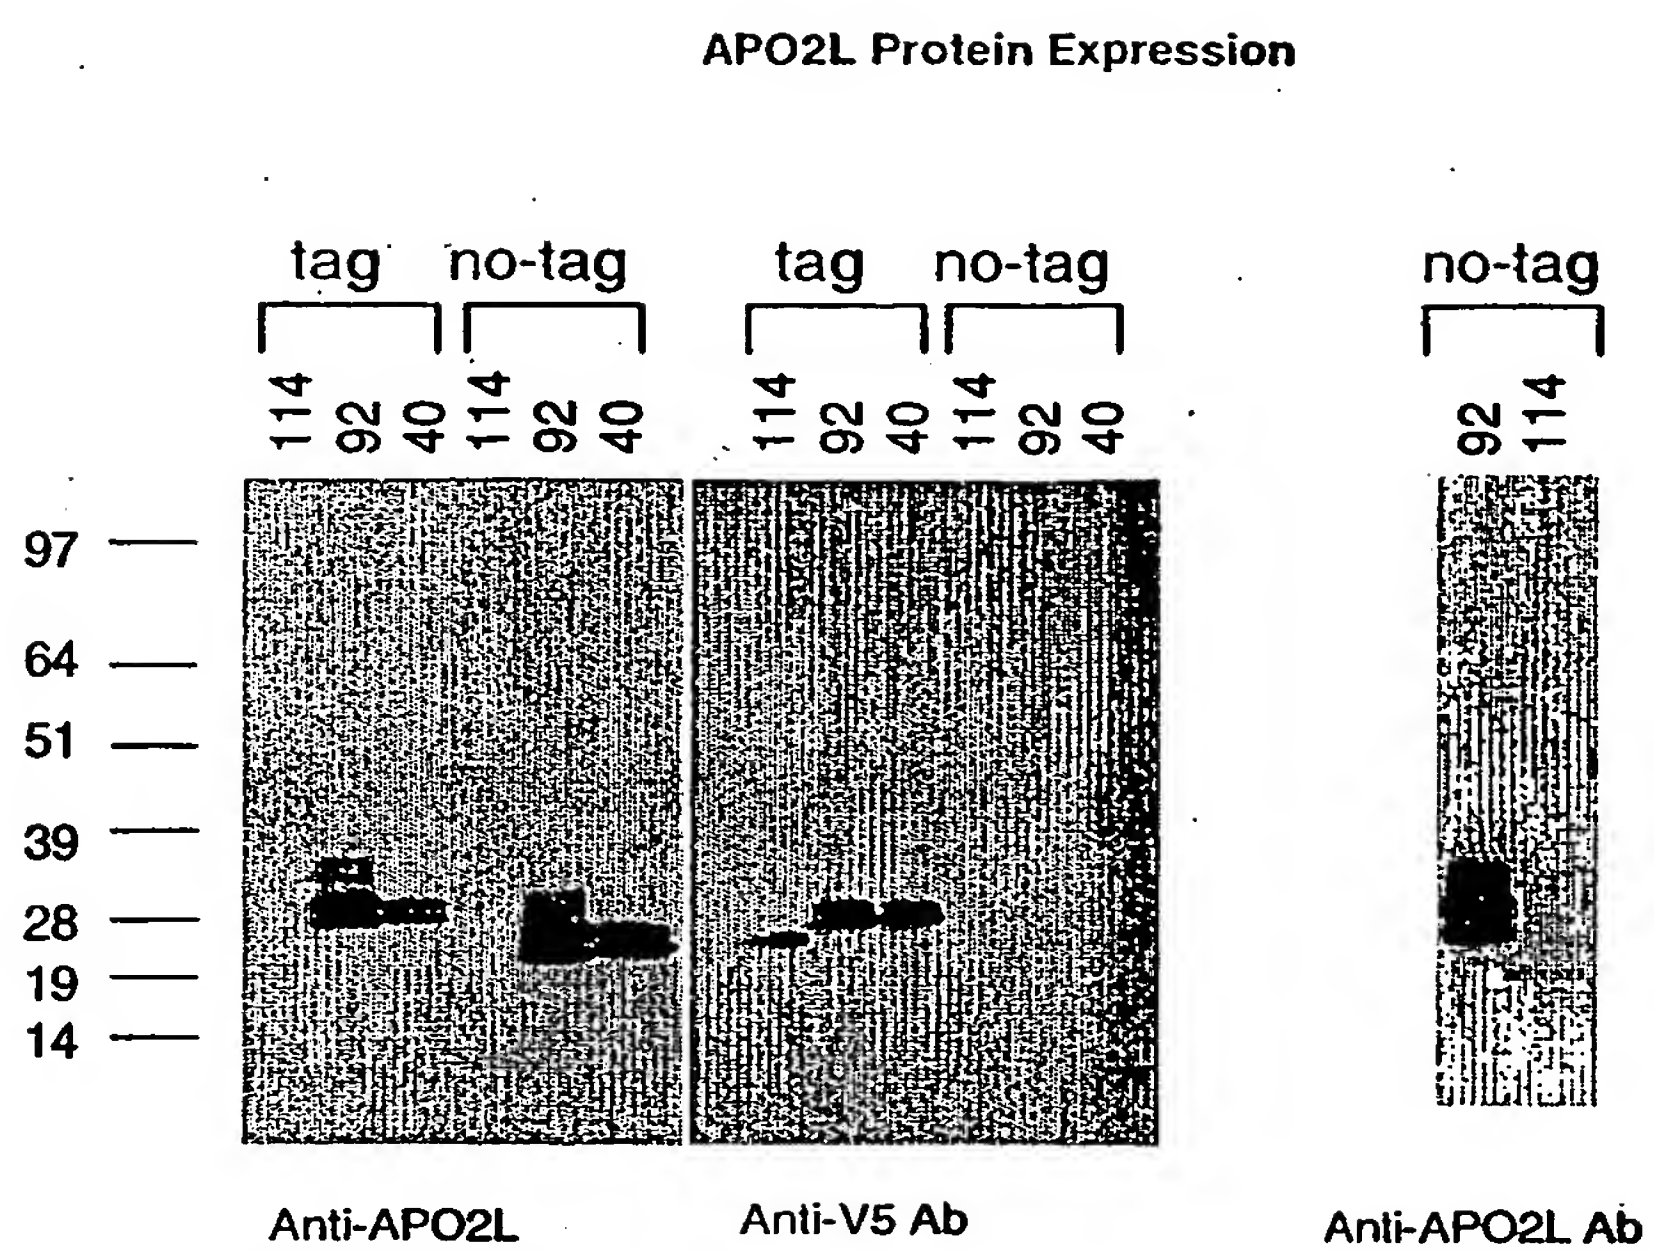 APO2L Protein Expression
tag no-tag tag no-tag no-tag
114 92 40 114 92 40 114 92 40 114 92 40 92 114
97
64
51
39
28
19
14
Anti-APO2L Anti-V5 Ab Anti-APO2L Ab